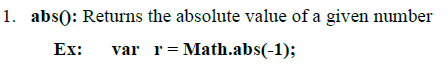 1. abs(): Returns the absolute value of a given number
Ex: var r = Math.abs(-1);